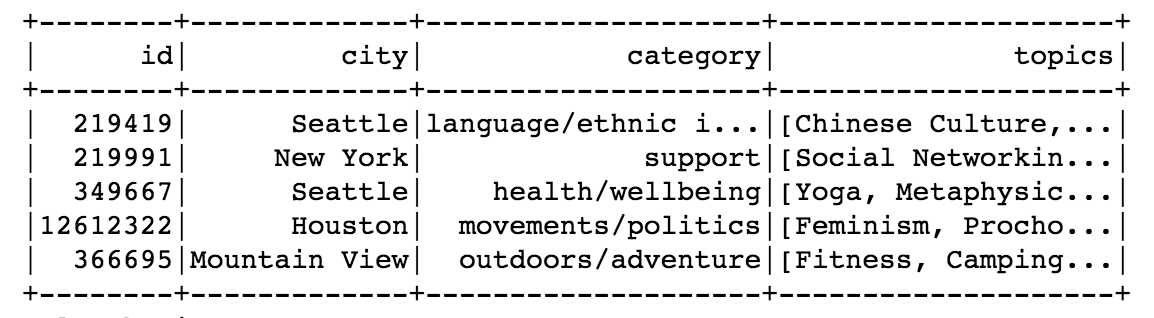 +--------+-------------+--------------------+--------------------+
|      id|         city|            category|              topics|
+--------+-------------+--------------------+--------------------+
|  219419|      Seattle|language/ethnic i...|[Chinese Culture,...|
|  219991|     New York|             support|[Social Networkin...|
|  349667|      Seattle|    health/wellbeing|[Yoga, Metaphysic...|
|12612322|      Houston|  movements/politics|[Feminism, Procho...|
|  366695|Mountain View|  outdoors/adventure|[Fitness, Camping...|
+--------+-------------+--------------------+--------------------+